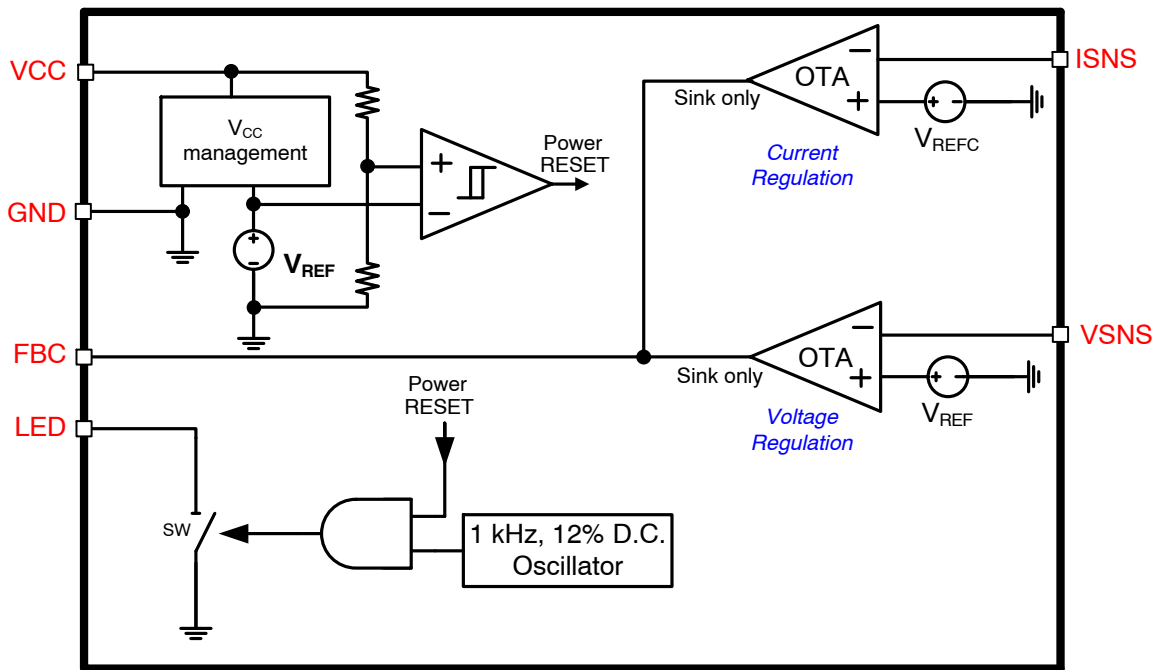 VCC
VCC
management
GND
+
-
VREF
+
−
Power
RESET
FBC
LED
SW
Power
RESET
1 kHz, 12% D.C.
Oscillator
OTA
−
+
Sink only
Current
Regulation
+ -
VREFC
ISNS
OTA
−
+
Sink only
Voltage
Regulation
+ -
VREF
VSNS